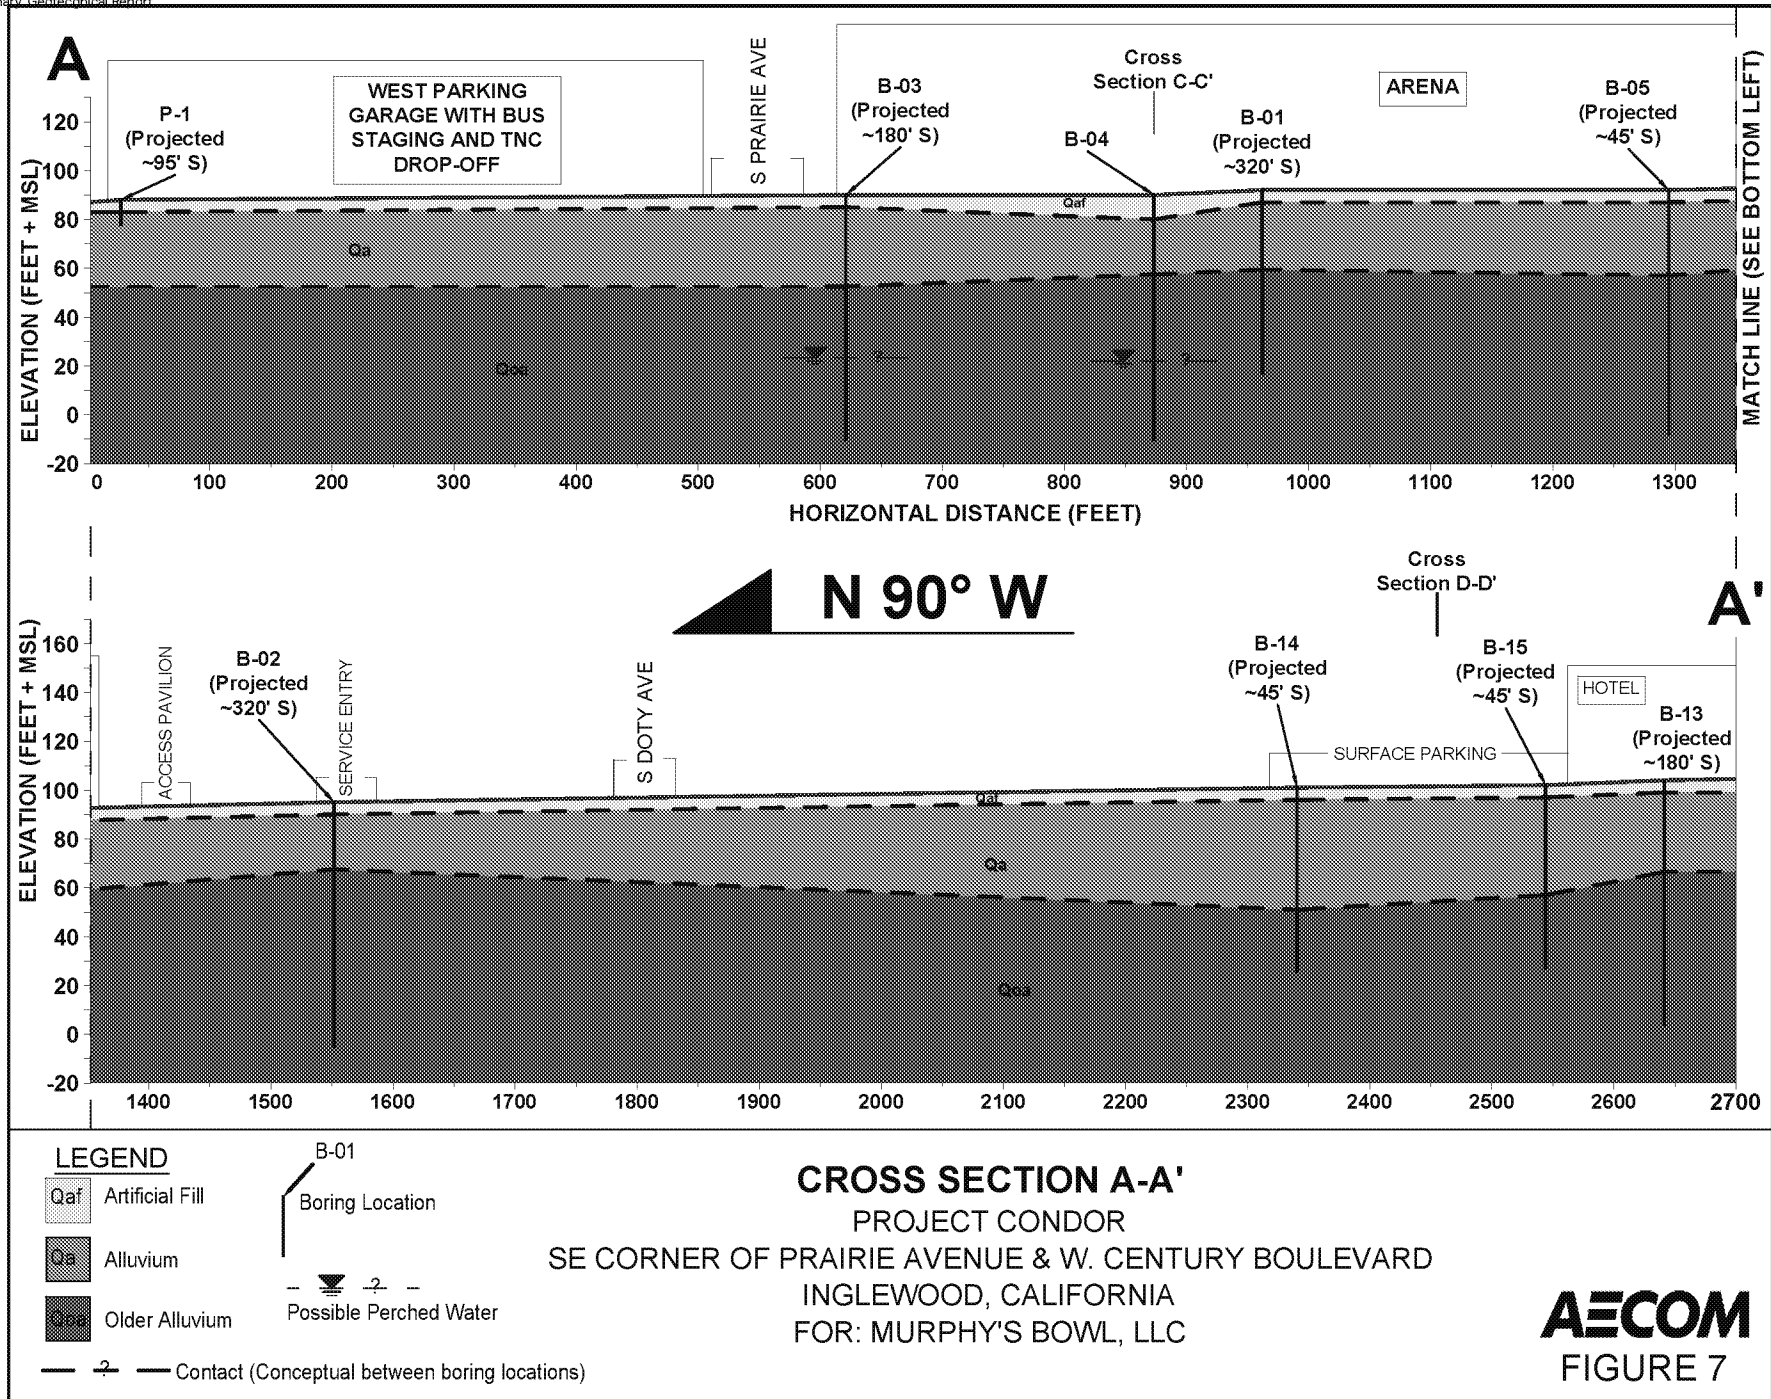 Geotechnical Report
A
WEST PARKING
GARAGE WITH BUS
STAGING AND TNC
DROP-OFF
P-1
(Projected
~95' S)
S PRAIRIE AVE
B-03
(Projected
~180' S)
Cross
Section C-C'
B-04
B-01
(Projected
~320' S)
ARENA
B-05
(Projected
~45' S)
MATCH LINE (SEE BOTTOM LEFT)
ELEVATION (FEET + MSL)
120
100
80
60
40
20
0
-20
Qaf
Qa
Qoa
?
?
0 100 200 300 400 500 600 700 800 900 1000 1100 1200 1300
HORIZONTAL DISTANCE (FEET)
N 90° W
Cross
Section D-D'
A'
ELEVATION (FEET + MSL)
160
140
120
100
80
60
40
20
0
-20
ACCESS PAVILION
B-02
(Projected
~320' S)
SERVICE ENTRY
S DOTY AVE
B-14
(Projected
~45' S)
SURFACE PARKING
B-15
(Projected
~45' S)
HOTEL
B-13
(Projected
~180' S)
Qaf
Qa
Qoa
1400 1500 1600 1700 1800 1900 2000 2100 2200 2300 2400 2500 2600 2700
LEGEND
Qaf Artificial Fill
Qa Alluvium
Qoa Older Alluvium
B-01
Boring Location
?
Possible Perched Water
? Contact (Conceptual between boring locations)
CROSS SECTION A-A'
PROJECT CONDOR
SE CORNER OF PRAIRIE AVENUE & W. CENTURY BOULEVARD
INGLEWOOD, CALIFORNIA
FOR: MURPHY'S BOWL, LLC
AECOM
FIGURE 7